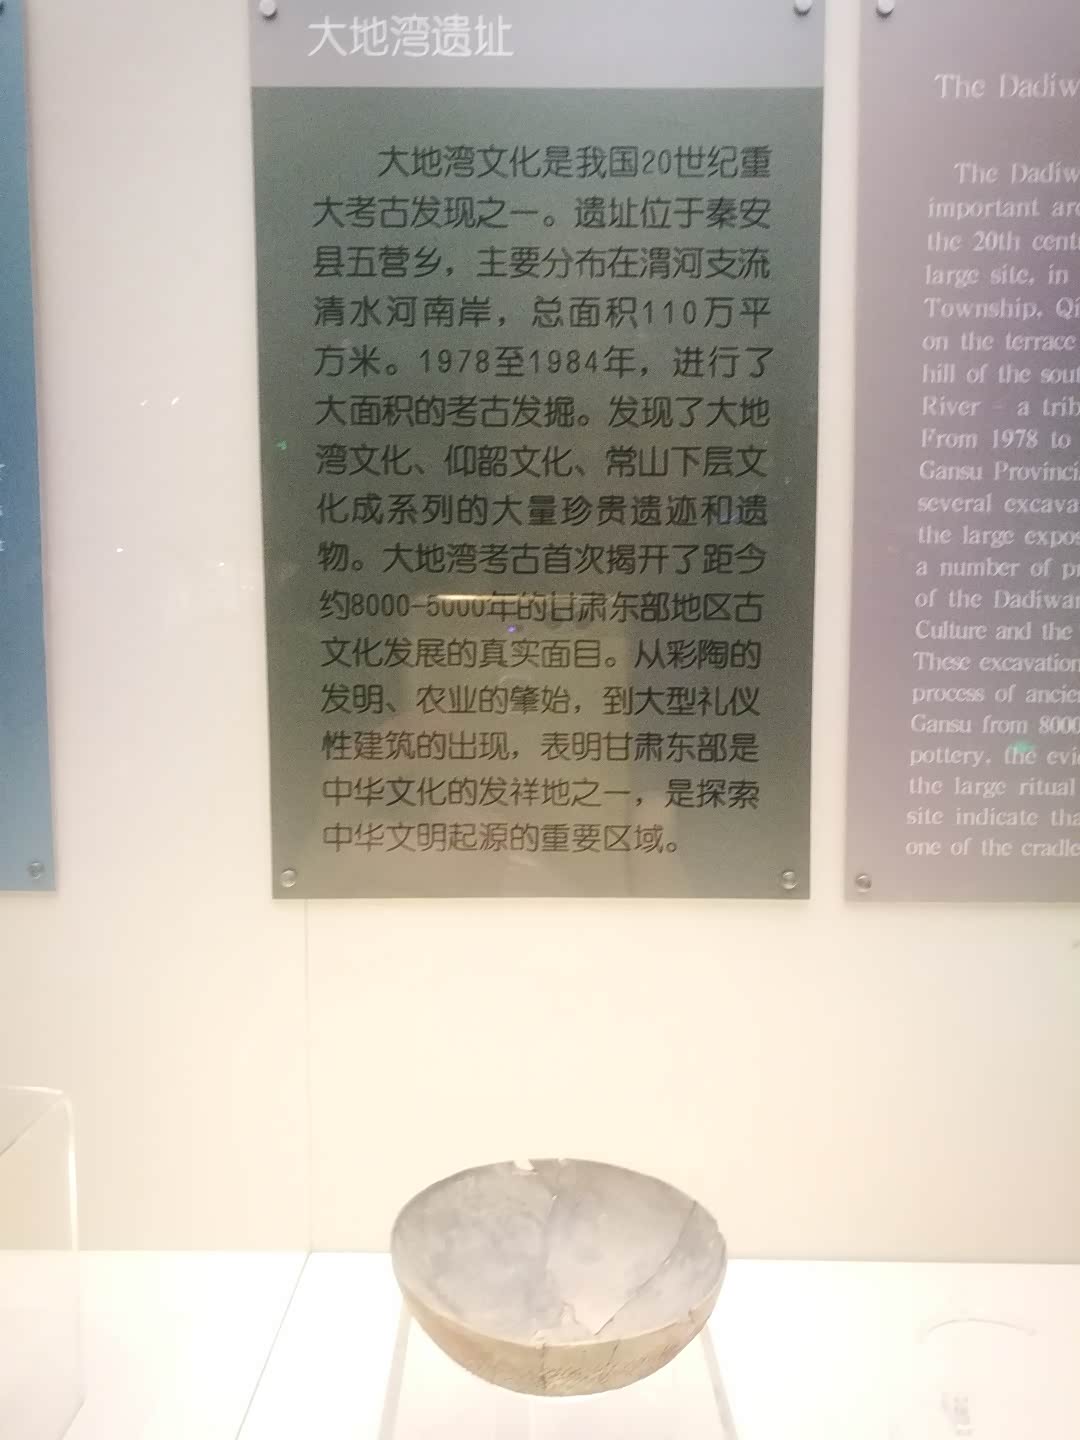 大地湾遗址
大地湾文化是我国20世纪重
大考古发现之一。遗址位于秦安
县五营乡，主要分布在渭河支流
清水河南岸，总面积110万平
方米。1978至1984年，进行了
大面积的考古发掘。发现了大地
湾文化、仰韶文化、常山下层文
化成系列的大量珍贵遗迹和遗
物。大地湾考古首次揭开了距今
约8000-5000年的甘肃东部地区古
文化发展的真实面目。从彩陶的
发明、农业的肇始，到大型礼仪
性建筑的出现，表明甘肃东部是
中华文化的发祥地之一，是探索
中华文明起源的重要区域。
The Dadiw
The Dadiw
important arc
the 20th cent
large site, in
Township, Qi
on the terrace
hill of the sout
River – a trib
From 1978 to
Gansu Provinci
several excava
the large expos
a number of pr
of the Dadiwan
Culture and the
These excavation
process of ancien
Gansu from 8000
pottery, the evi
the large ritual
site indicate tha
one of the cradle